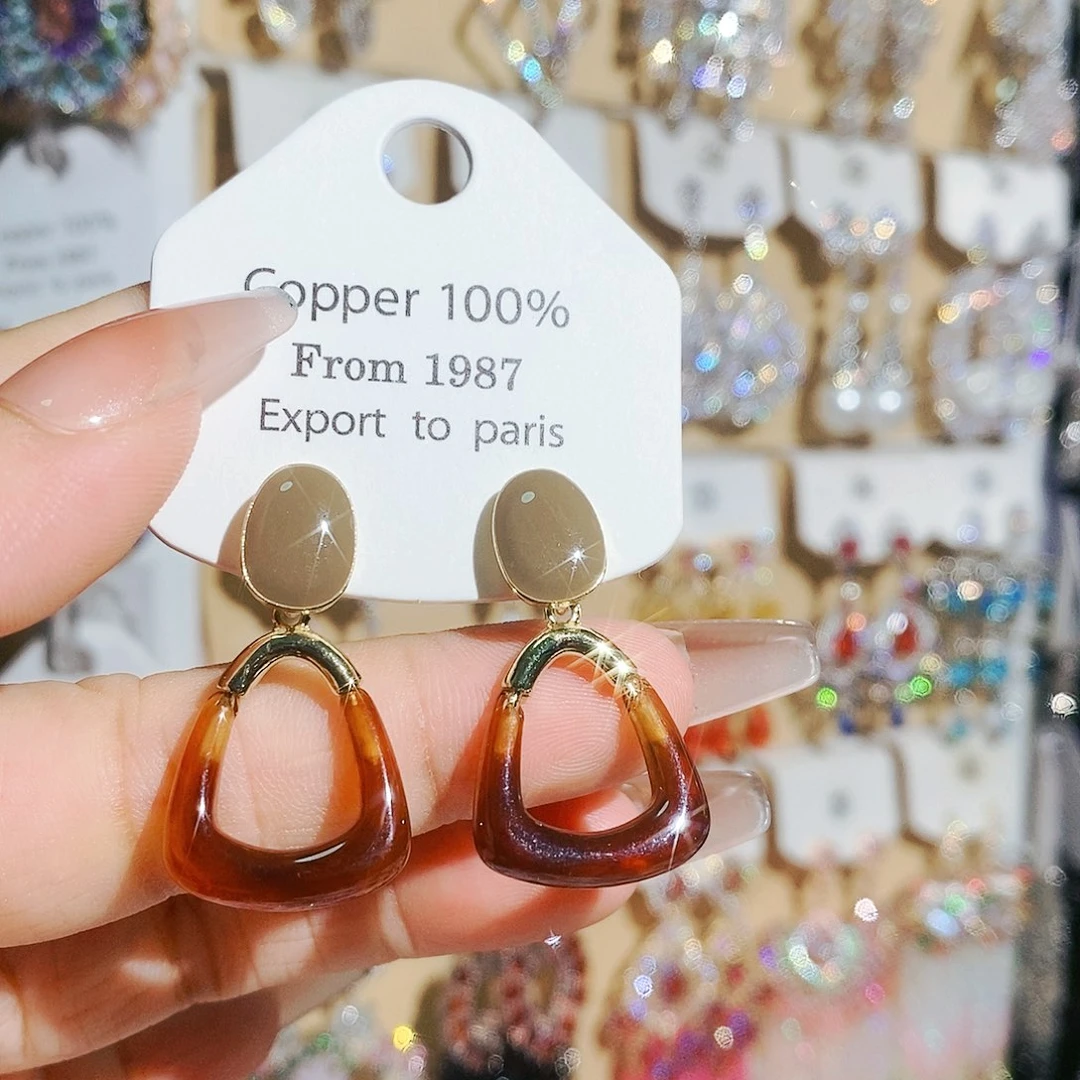 Copper 100%
From 1987
Export to paris